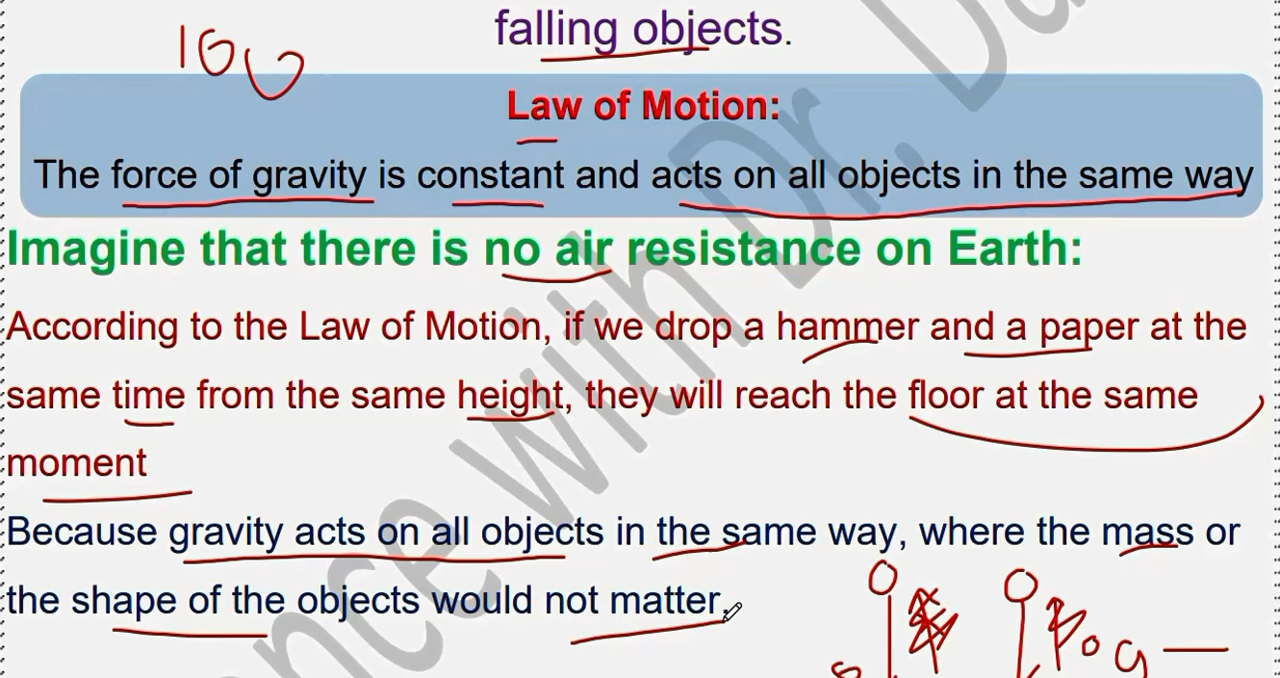 falling objects.
Law of Motion:
The force of gravity is constant and acts on all objects in the same way
Imagine that there is no air resistance on Earth:
According to the Law of Motion, if we drop a hammer and a paper at the
same time from the same height, they will reach the floor at the same
moment
Because gravity acts on all objects in the same way, where the mass or
the shape of the objects would not matter.